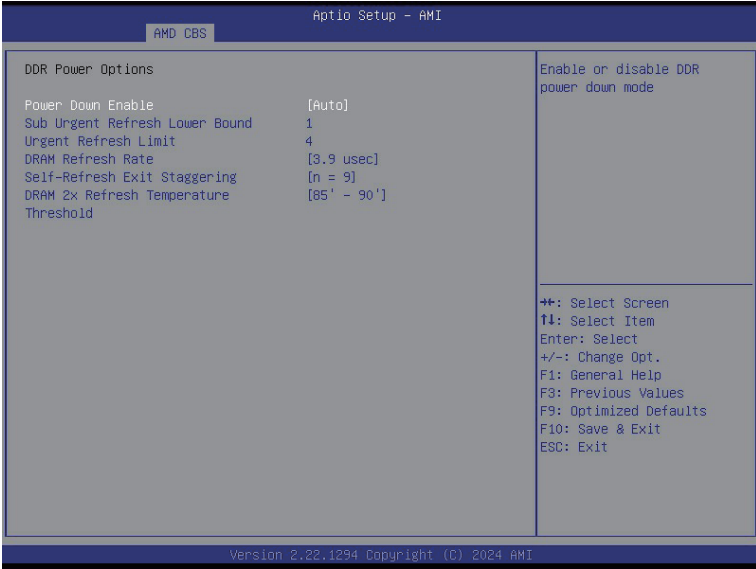 Aptio Setup – AMI
AMD CBS
DDR Power Options
Power Down Enable [Auto]
Sub Urgent Refresh Lower Bound 1
Urgent Refresh Limit 4
DRAM Refresh Rate [3.9 usec]
Self-Refresh Exit Staggering [n = 9]
DRAM 2x Refresh Temperature [85' – 90']
Threshold
Enable or disable DDR
power down mode
→←: Select Screen
↑↓: Select Item
Enter: Select
+/-: Change Opt.
F1: General Help
F3: Previous Values
F9: Optimized Defaults
F10: Save & Exit
ESC: Exit
Version 2.22.1294 Copyright (C) 2024 AMI